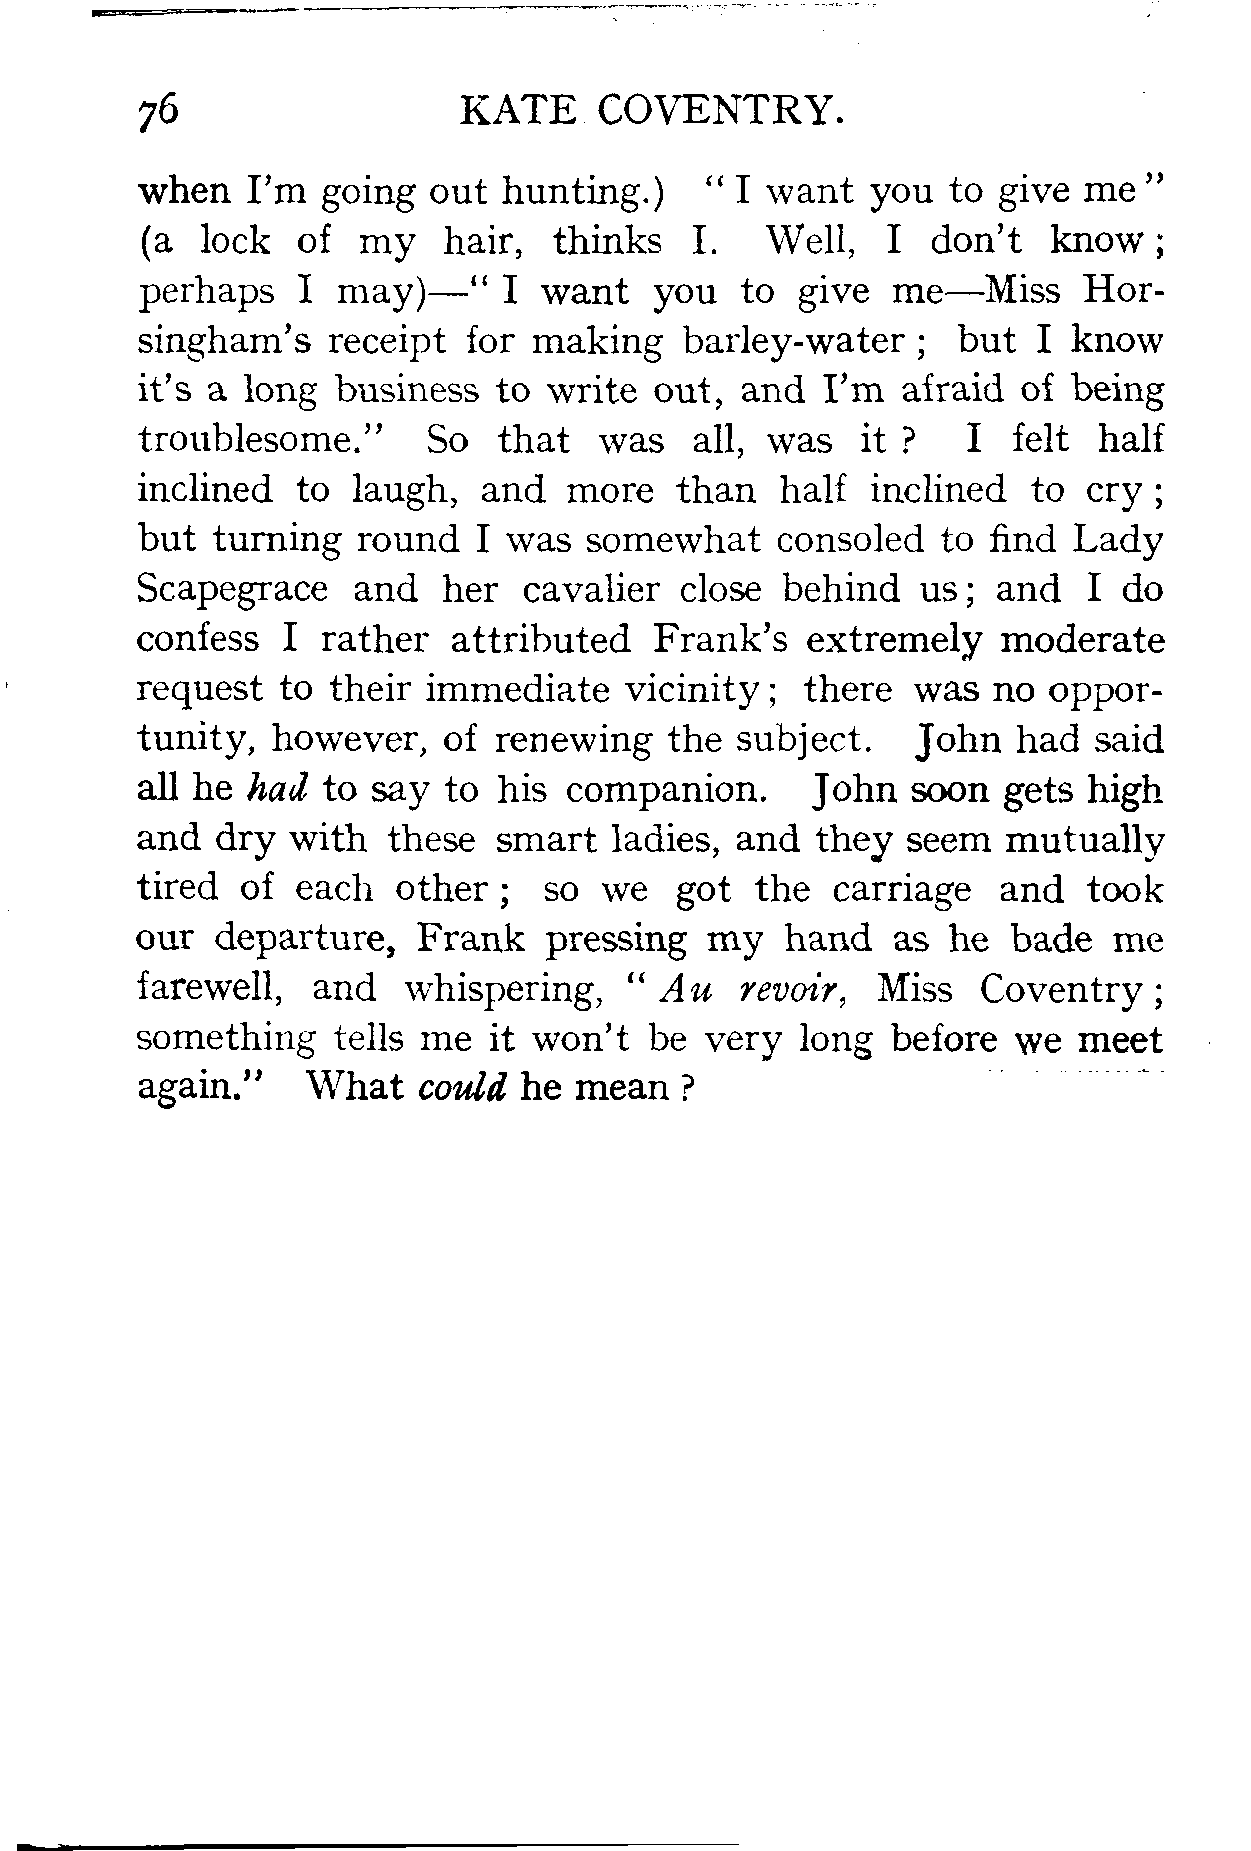 76 KATE COVENTRY.
when I'm going out hunting.) " I want you to give me "
(a lock of my hair, thinks I. Well, I don't know ;
perhaps I may)—" I want you to give me—Miss Hor-
singham's receipt for making barley-water ; but I know
it's a long business to write out, and I'm afraid of being
troublesome." So that was all, was it ? I felt half
inclined to laugh, and more than half inclined to cry ;
but turning round I was somewhat consoled to find Lady
Scapegrace and her cavalier close behind us ; and I do
confess I rather attributed Frank's extremely moderate
request to their immediate vicinity ; there was no oppor-
tunity, however, of renewing the subject. John had said
all he had to say to his companion. John soon gets high
and dry with these smart ladies, and they seem mutually
tired of each other ; so we got the carriage and took
our departure, Frank pressing my hand as he bade me
farewell, and whispering, " Au revoir, Miss Coventry ;
something tells me it won't be very long before we meet
again." What could he mean ?